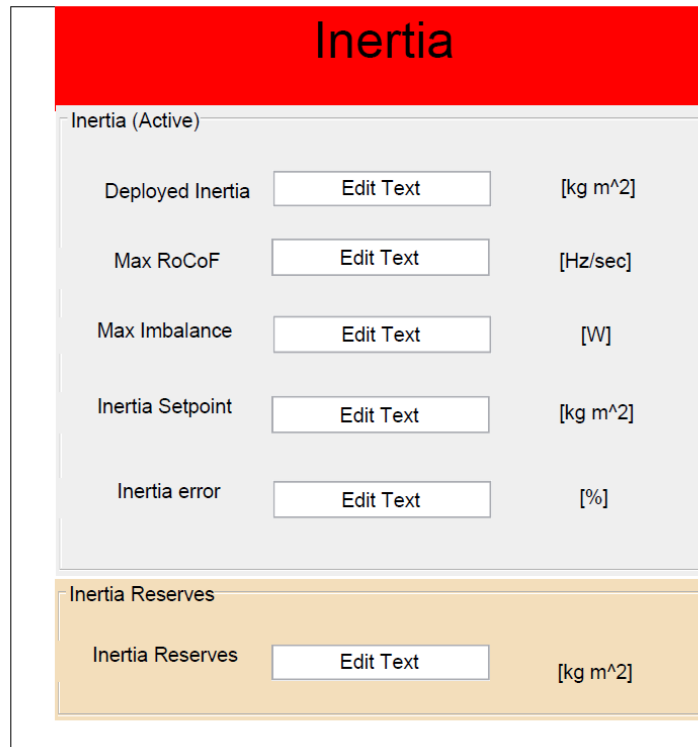 Inertia
Inertia (Active)
Deployed Inertia Edit Text [kg m^2]
Max RoCoF Edit Text [Hz/sec]
Max Imbalance Edit Text [W]
Inertia Setpoint Edit Text [kg m^2]
Inertia error Edit Text [%]
Inertia Reserves
Inertia Reserves Edit Text [kg m^2]